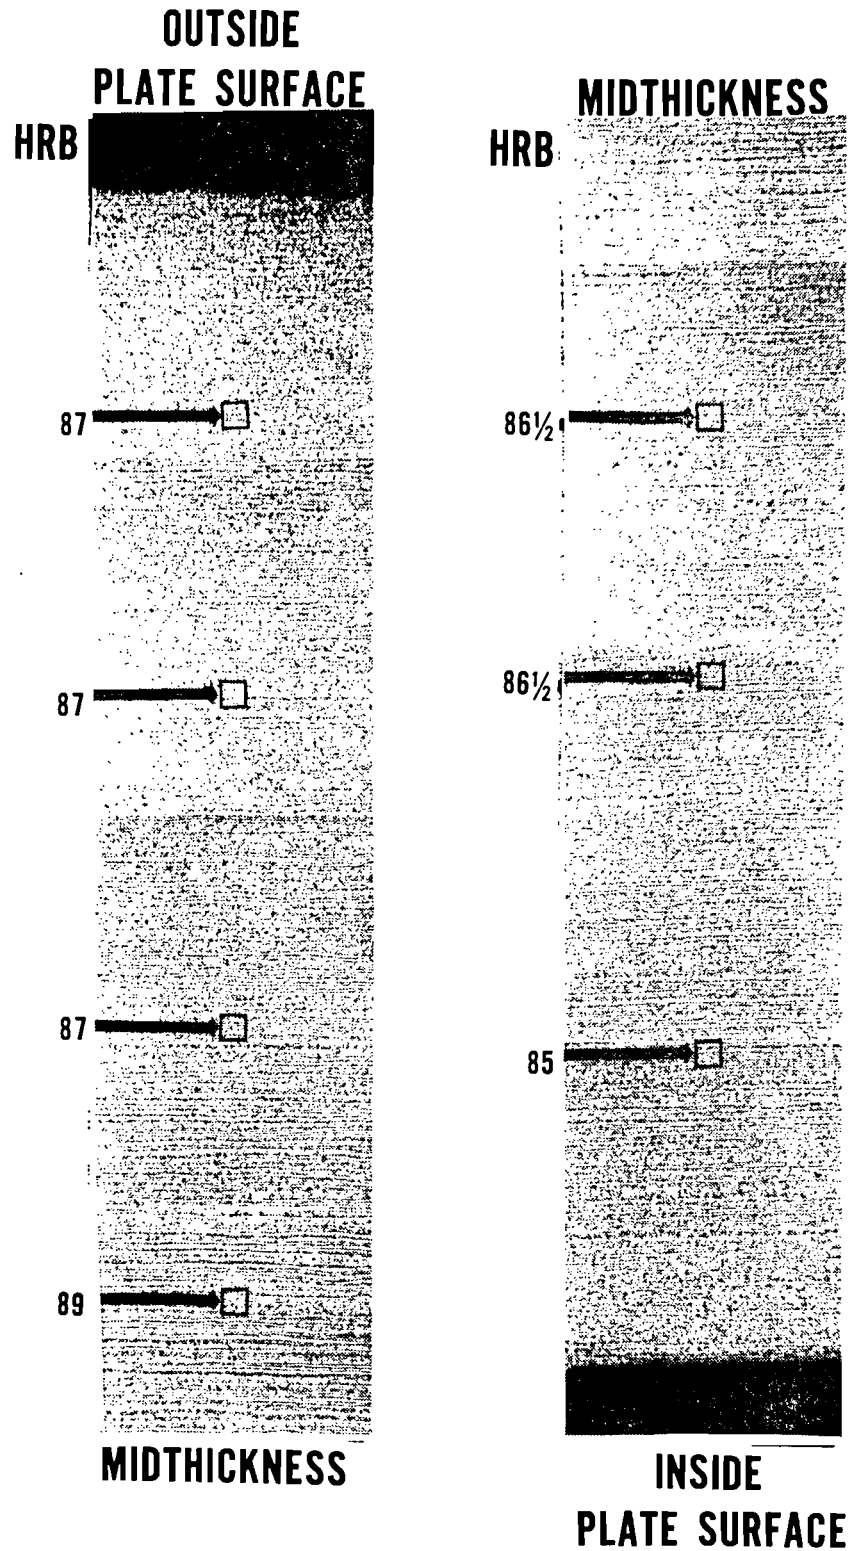 OUTSIDE
PLATE SURFACE
HRB
87
87
87
89
MIDTHICKNESS
MIDTHICKNESS
HRB
86½
86½
85
INSIDE
PLATE SURFACE